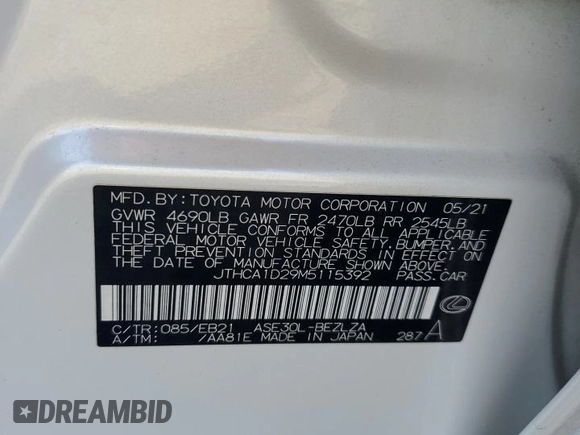 MFD.BY:TOYOTA MOTOR CORPORATION 05/21
GVWR 4690LB GAWR FR 2470LB RR 2545LB
THIS VEHICLE CONFORMS TO ALL APPLICABLE
FEDERAL MOTOR VEHICLE SAFETY,BUMPER,AND
THEFT PREVENTION STANDARDS IN EFFECT ON
THE DATE OF MANUFACTURE SHOWN ABOVE.
JTHCA1D29M5115392 PASS.CAR
C/TR:085/EB21 ASE30L-BEZLZA
A/TM: /AA81E MADE IN JAPAN 287 A
DREAMBID